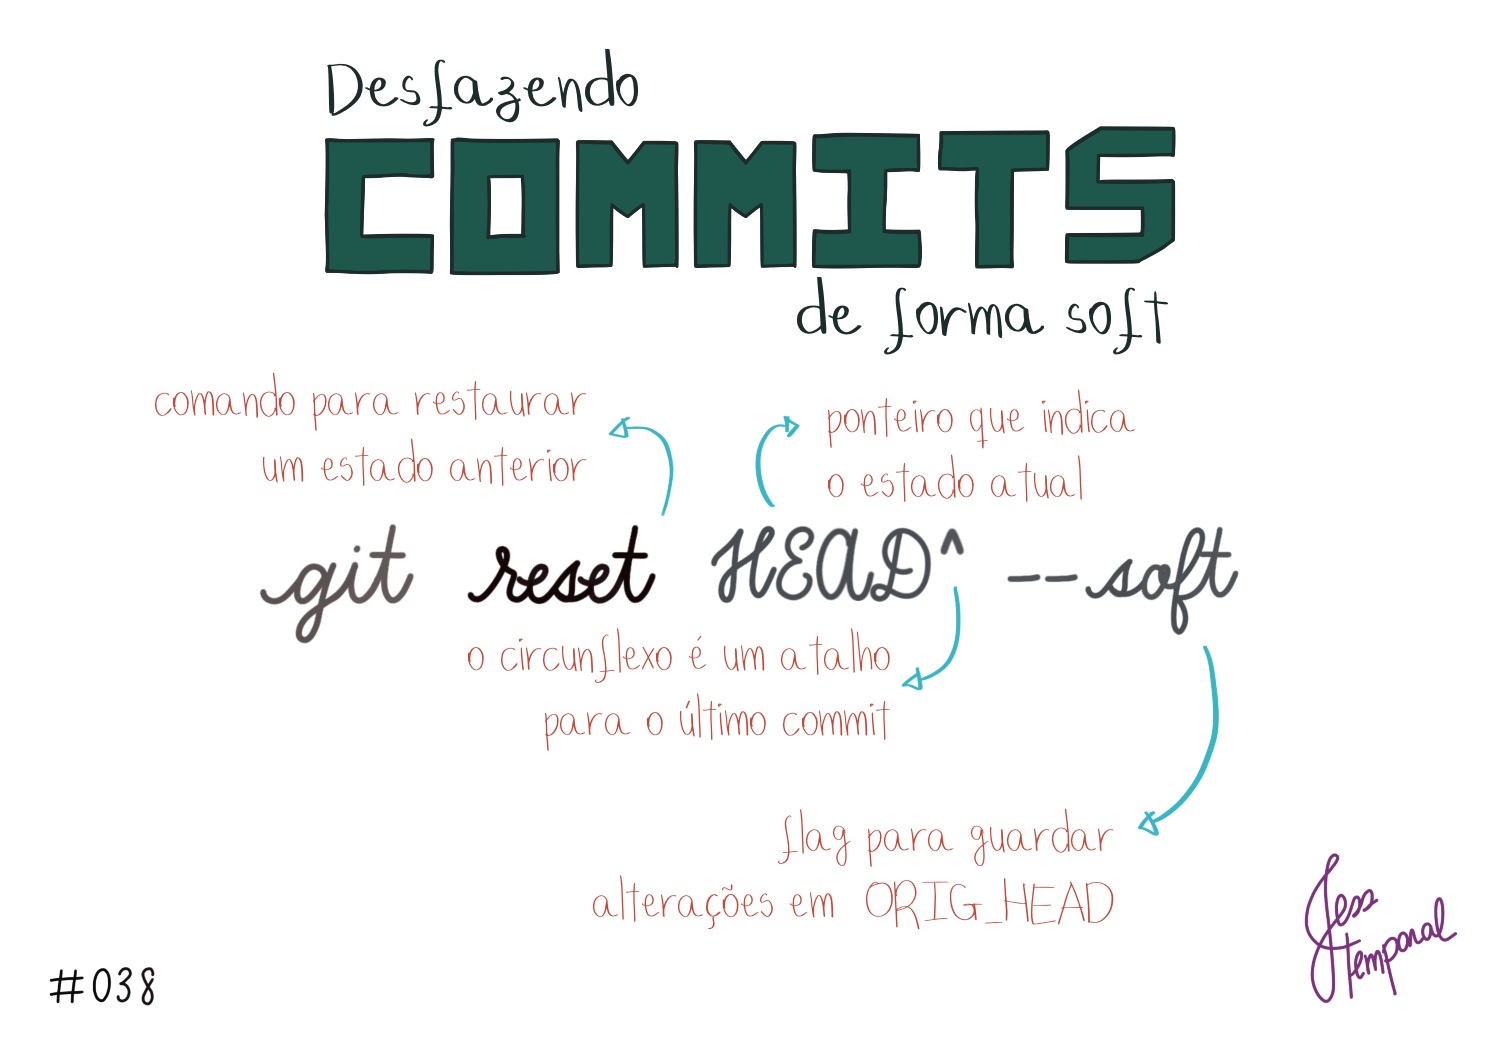 Desfazendo
COMMITS
de forma soft
comando para restaurar
um estado anterior
ponteiro que indica
o estado atual
git reset HEAD^ --soft
o circunflexo é um atalho
para o último commit
flag para guardar
alterações em ORIG_HEAD
#038
Jess
temporal